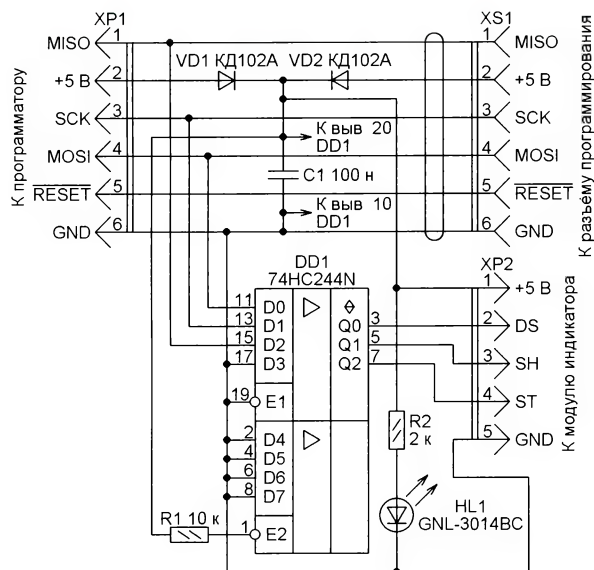 XP1
XS1
К программатору
1 MISO
2 +5 В
3 SCK
4 MOSI
5 RESET
6 GND
VD1 КД102А
VD2 КД102А
К выв 20
DD1
C1 100 н
К выв 10
DD1
1 MISO
2 +5 В
3 SCK
4 MOSI
5 RESET
6 GND
К разъёму программирования
DD1
74HC244N
11 D0
13 D1
15 D2
17 D3
19 E1
2 D4
4 D5
6 D6
8 D7
1 E2
Q0 3
Q1 5
Q2 7
R1 10 к
R2
2 к
HL1
GNL-3014BC
XP2
1 +5 В
2 DS
3 SH
4 ST
5 GND
К модулю индикатора